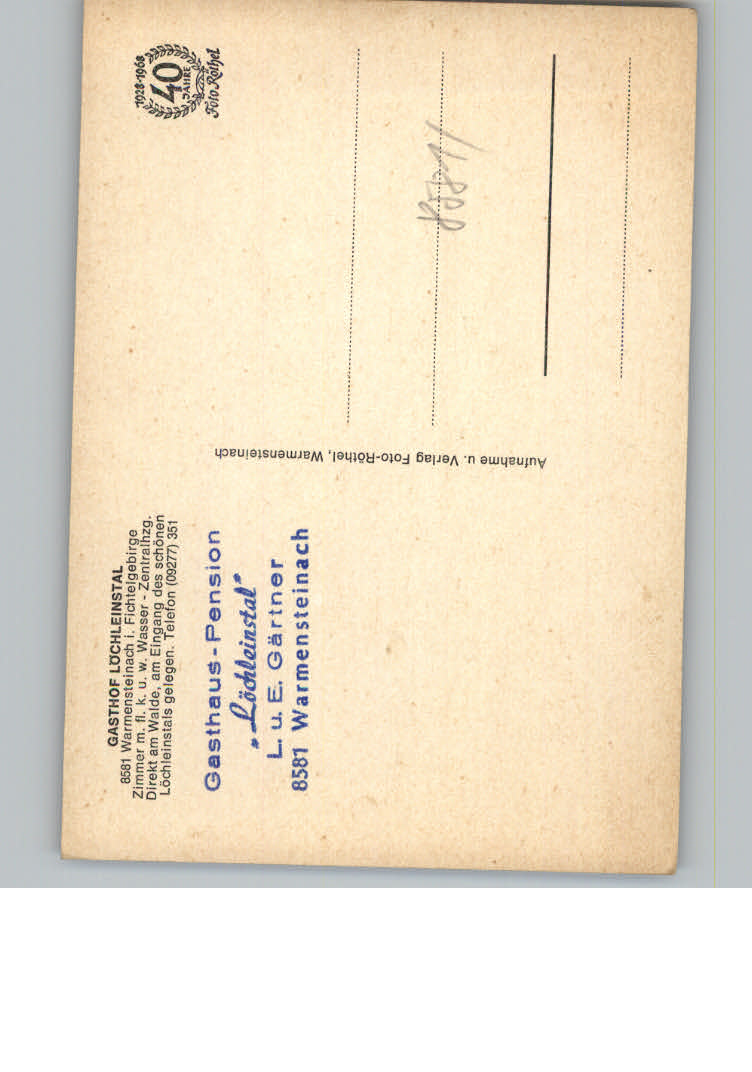 GASTHOF LÖCHLEINSTAL
8581 Warmensteinach i. Fichtelgebirge
Zimmer m. fl. k. u. w. Wasser - Zentralhzg.
Direkt am Walde, am Eingang des schönen
Löchleinstals gelegen. Telefon (09277) 351
Gasthaus-Pension
„Löchleinstal"
L. u. E. Gärtner
8581 Warmensteinach
Aufnahme u. Verlag Foto-Röthel, Warmensteinach
1928-1968
40
JAHRE
Foto Röthel
8581/